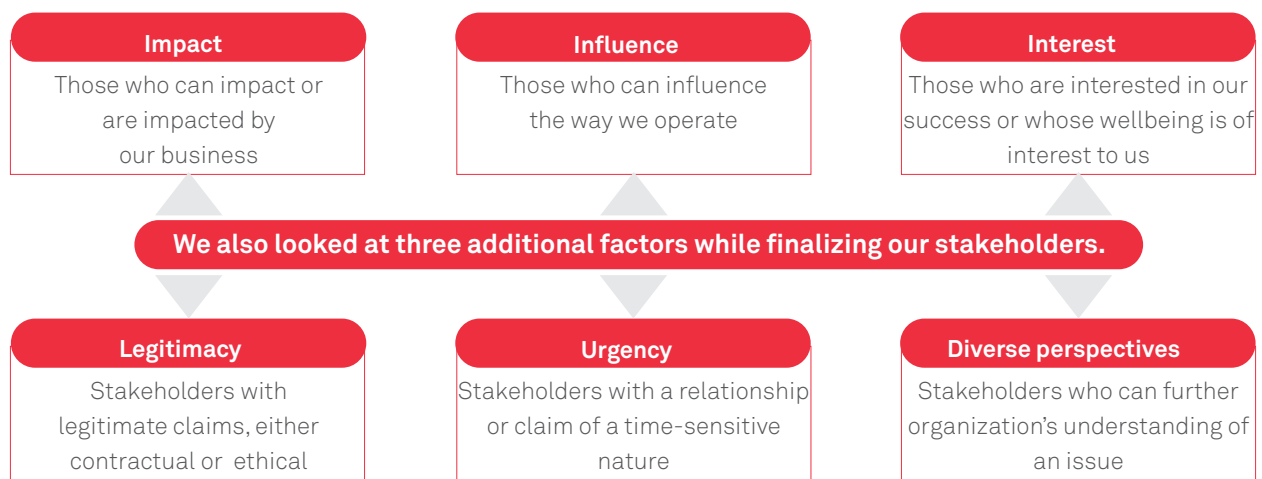 Impact
Those who can impact or
are impacted by
our business
Influence
Those who can influence
the way we operate
Interest
Those who are interested in our
success or whose wellbeing is of
interest to us
We also looked at three additional factors while finalizing our stakeholders.
Legitimacy
Stakeholders with
legitimate claims, either
contractual or ethical
Urgency
Stakeholders with a relationship
or claim of a time-sensitive
nature
Diverse perspectives
Stakeholders who can further
organization’s understanding of
an issue